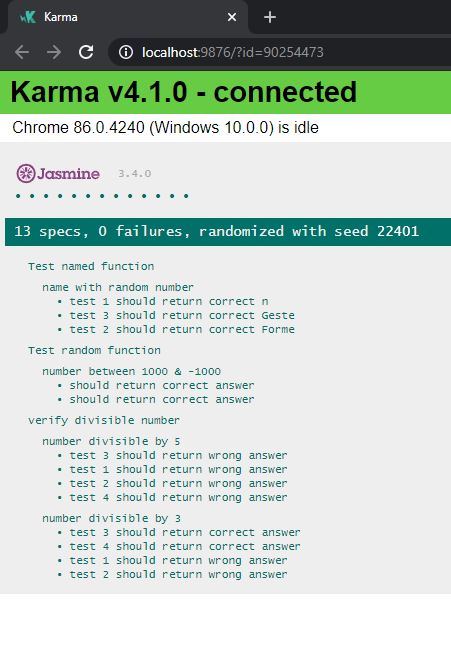 Karma
localhost:9876/?id=90254473
Karma v4.1.0 - connected
Chrome 86.0.4240 (Windows 10.0.0) is idle
Jasmine 3.4.0
• • • • • • • • • • • • •
13 specs, 0 failures, randomized with seed 22401
Test named function
name with random number
• test 1 should return correct n
• test 3 should return correct Geste
• test 2 should return correct Forme
Test random function
number between 1000 & -1000
• should return correct answer
• should return correct answer
verify divisible number
number divisible by 5
• test 3 should return wrong answer
• test 1 should return wrong answer
• test 2 should return wrong answer
• test 4 should return wrong answer
number divisible by 3
• test 3 should return correct answer
• test 4 should return correct answer
• test 1 should return wrong answer
• test 2 should return wrong answer